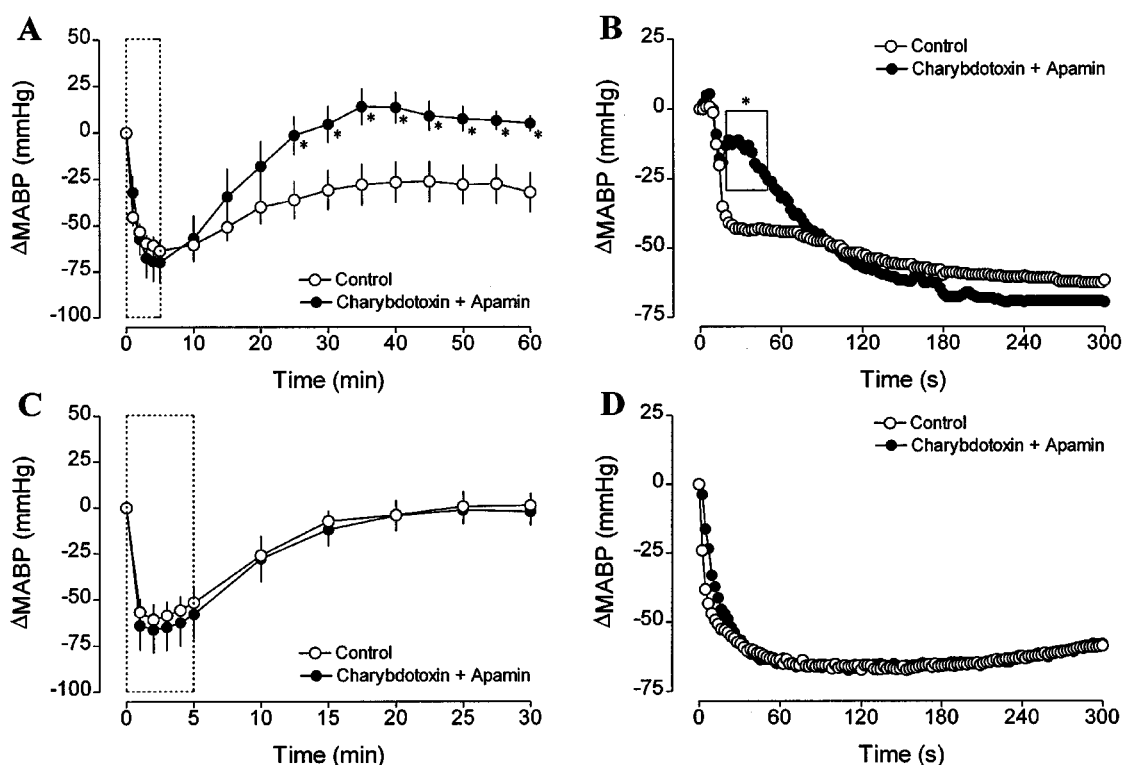 A
ΔMABP (mmHg)
50
25
0
-25
-50
-75
-100
* * * * * * * *
Control
Charybdotoxin + Apamin
0 10 20 30 40 50 60
Time (min)
B
ΔMABP (mmHg)
25
0
-25
-50
-75
Control
Charybdotoxin + Apamin
*
0 60 120 180 240 300
Time (s)
C
ΔMABP (mmHg)
50
25
0
-25
-50
-75
-100
Control
Charybdotoxin + Apamin
0 5 10 15 20 25 30
Time (min)
D
ΔMABP (mmHg)
25
0
-25
-50
-75
Control
Charybdotoxin + Apamin
0 60 120 180 240 300
Time (s)